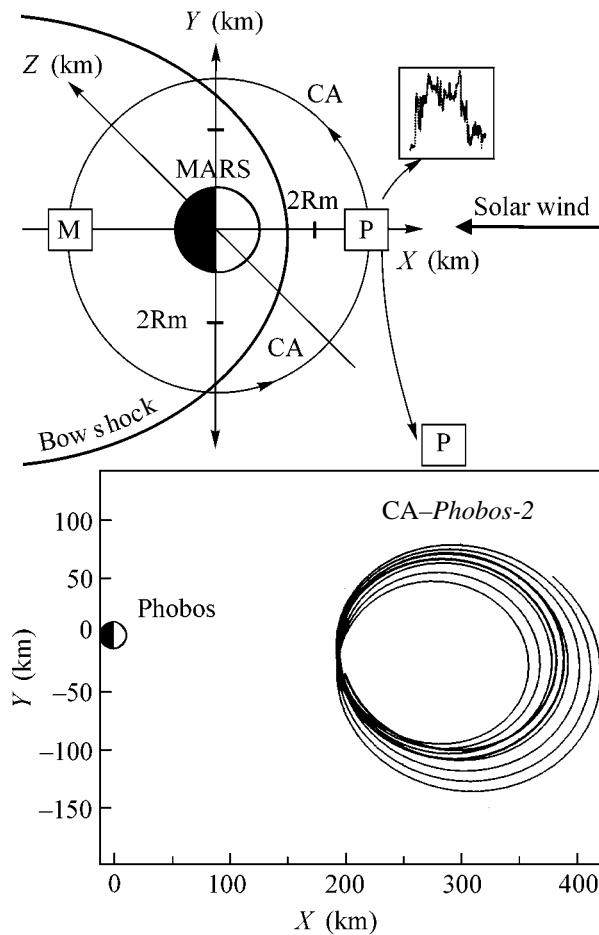 Y (km)
Z (km)
CA
MARS
2Rm
M
P
Solar wind
X (km)
2Rm
CA
Bow shock
P
CA–Phobos-2
100
50
Phobos
0
–50
–100
–150
Y (km)
0
100
200
300
400
X (km)